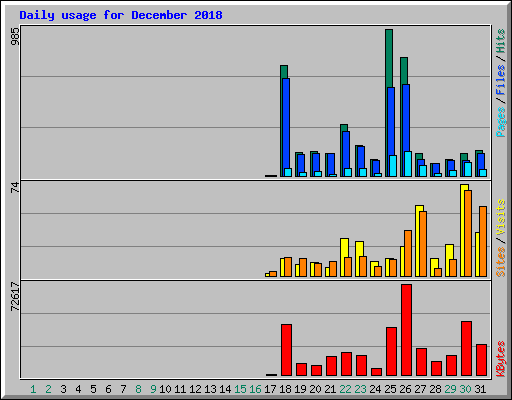 Daily usage for December 2018
985
Pages / Files / Hits
74
Sites / Visits
72617
KBytes
1 2 3 4 5 6 7 8 9 10 11 12 13 14 15 16 17 18 19 20 21 22 23 24 25 26 27 28 29 30 31